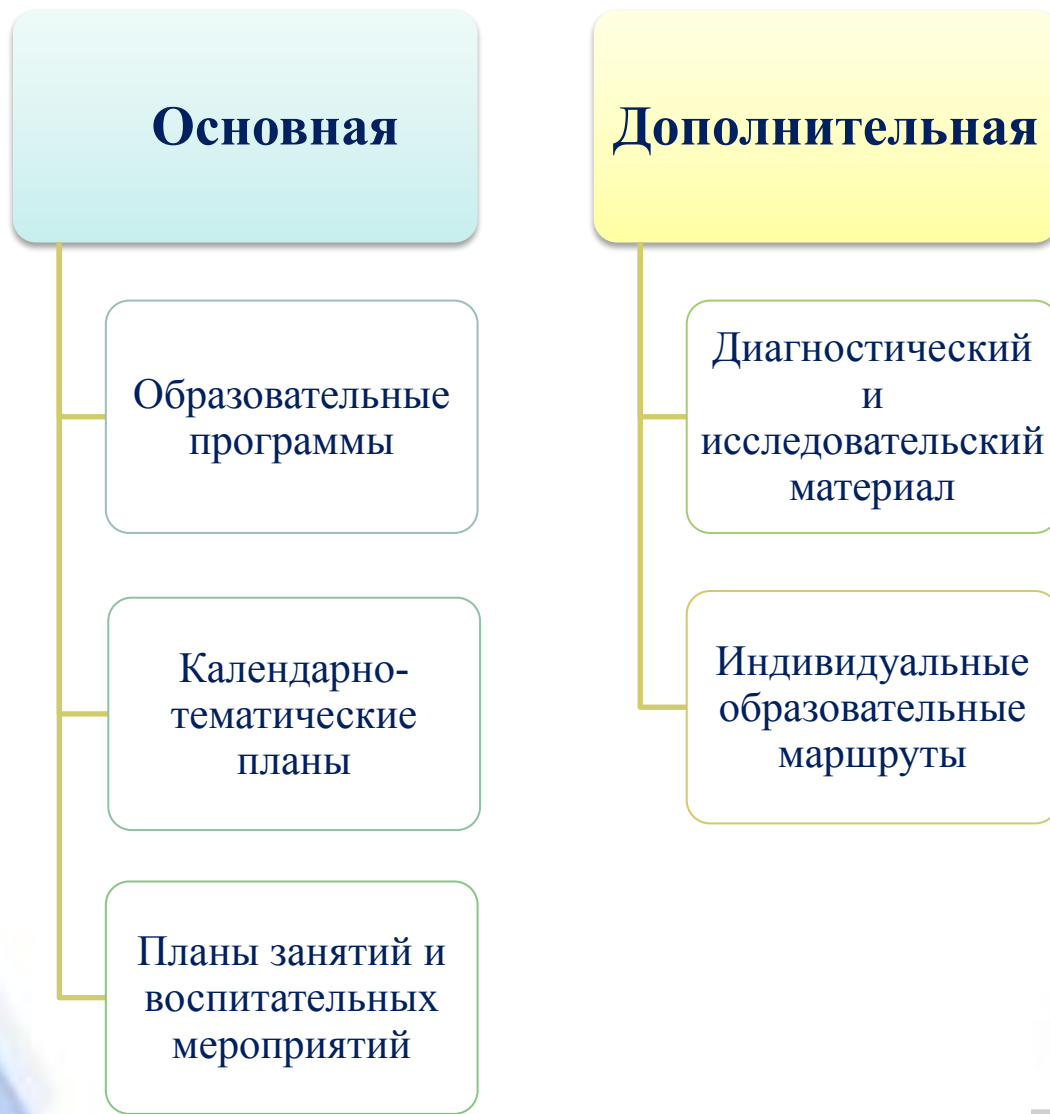 Основная
Образовательные
программы
Календарно-
тематические
планы
Планы занятий и
воспитательных
мероприятий
Дополнительная
Диагностический
и
исследовательский
материал
Индивидуальные
образовательные
маршруты